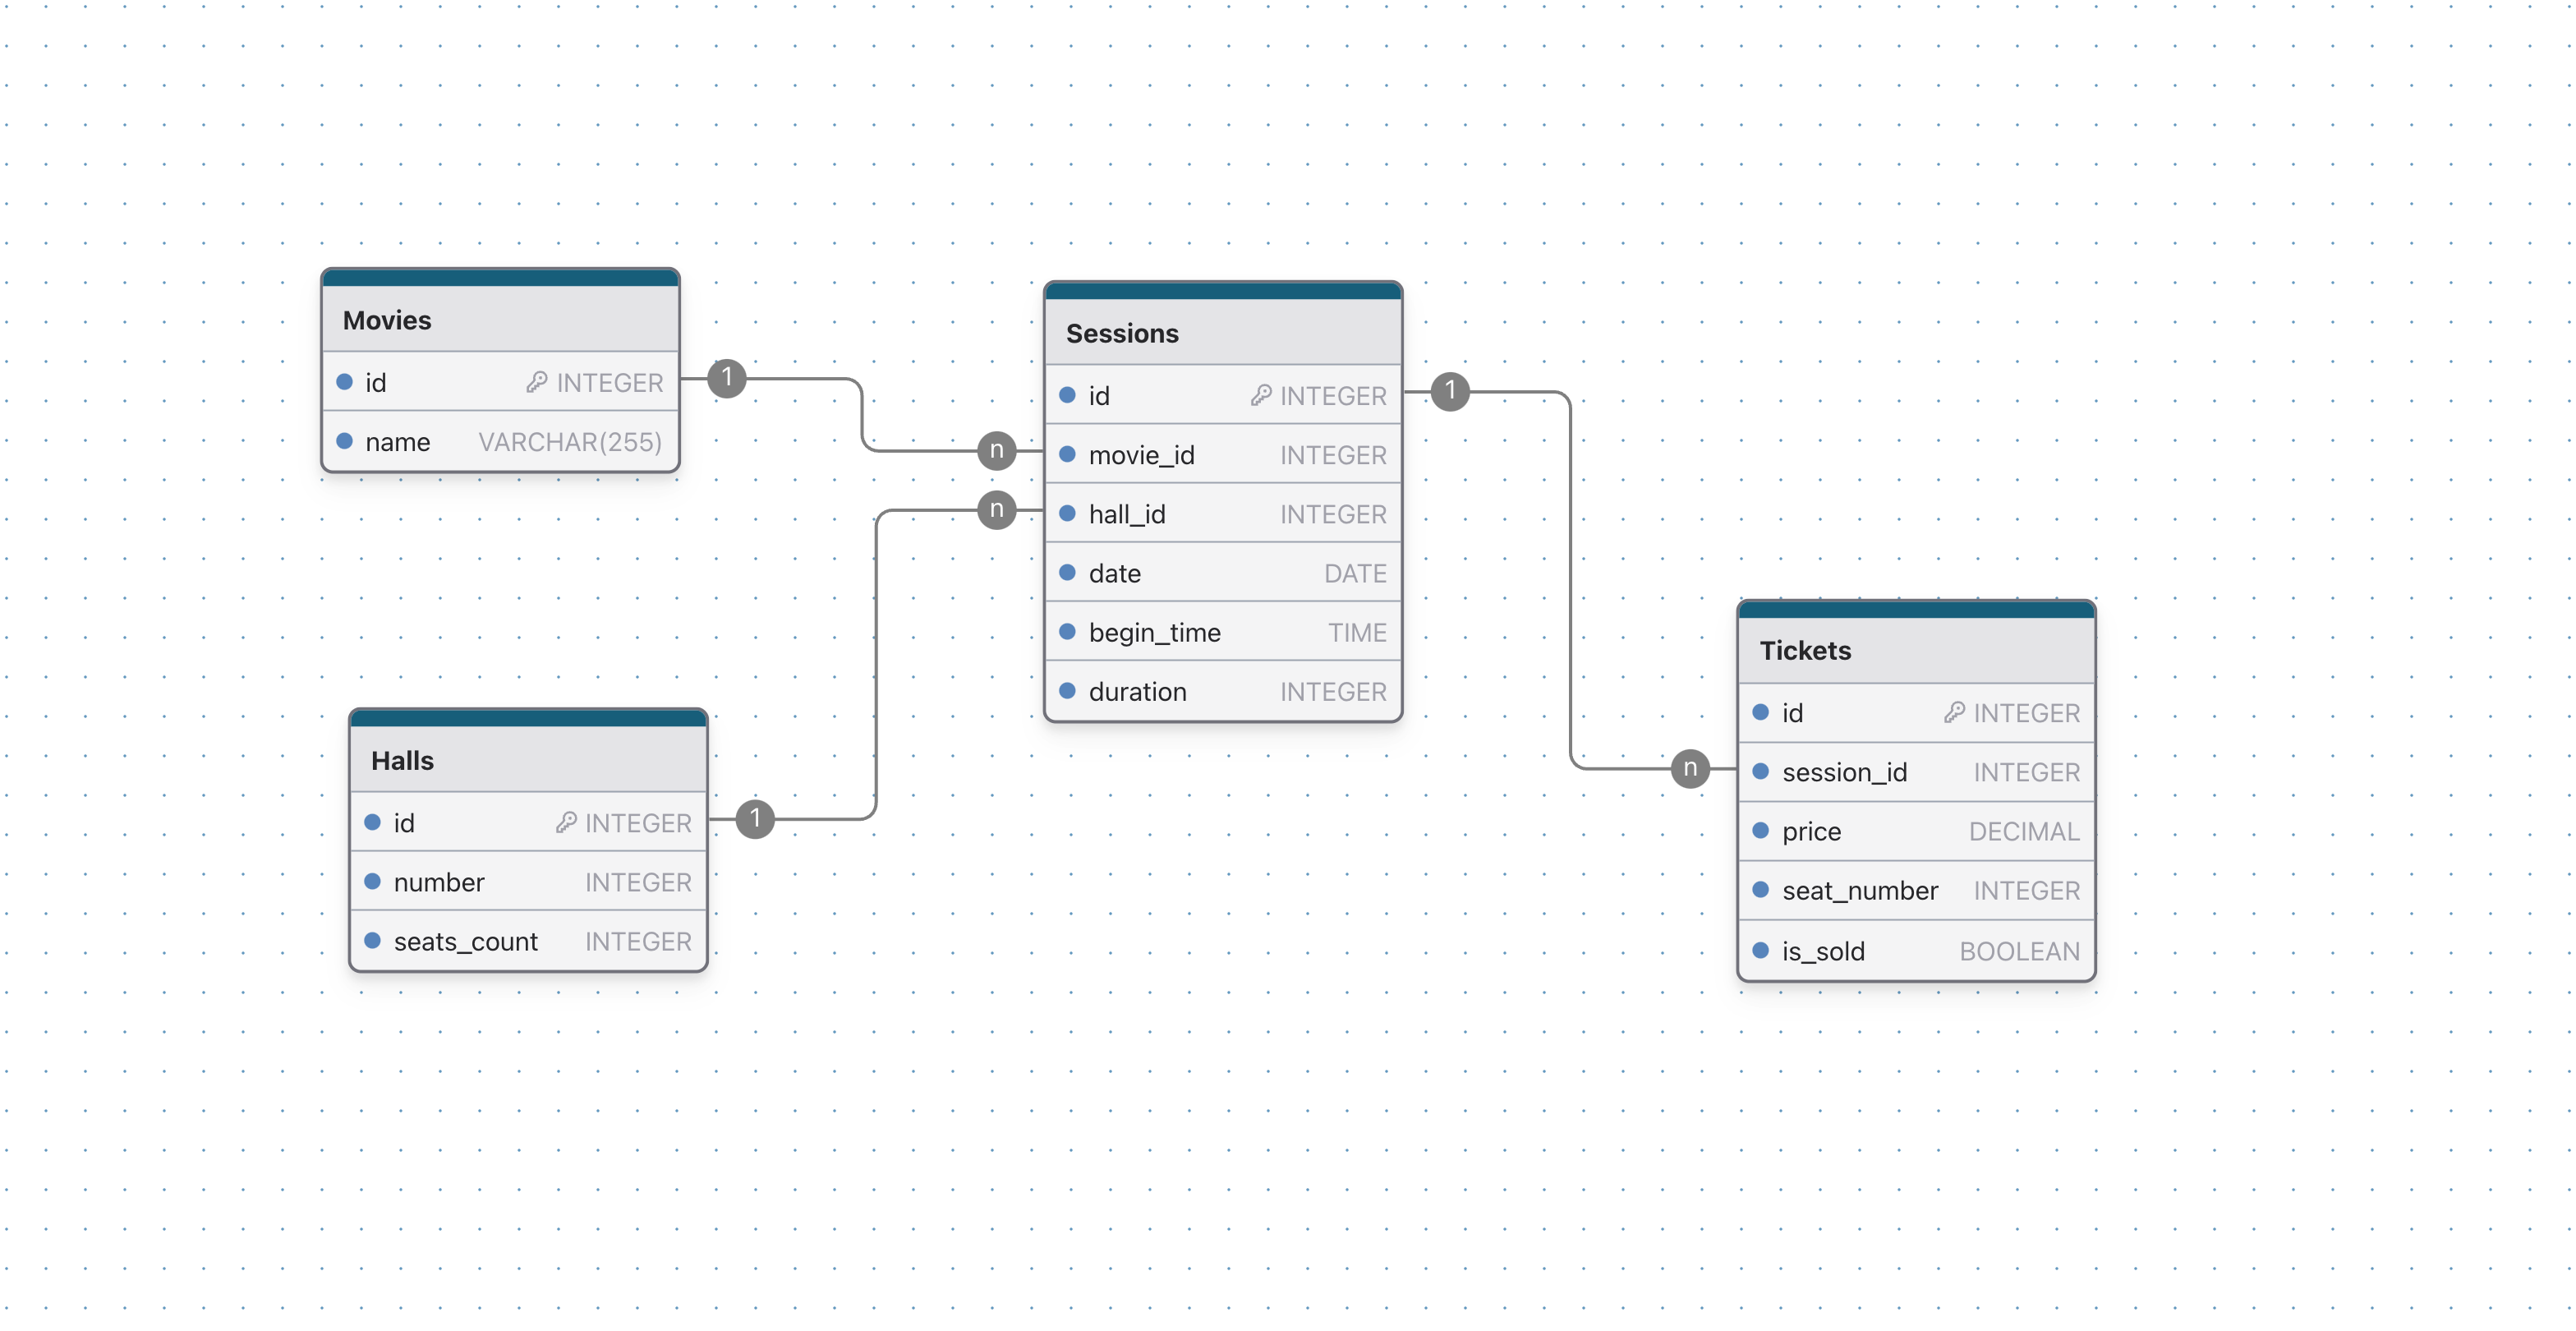 Movies
id INTEGER
name VARCHAR(255)
1
n
n
1
Halls
id INTEGER
number INTEGER
seats_count INTEGER
Sessions
id INTEGER
movie_id INTEGER
hall_id INTEGER
date DATE
begin_time TIME
duration INTEGER
1
n
Tickets
id INTEGER
session_id INTEGER
price DECIMAL
seat_number INTEGER
is_sold BOOLEAN